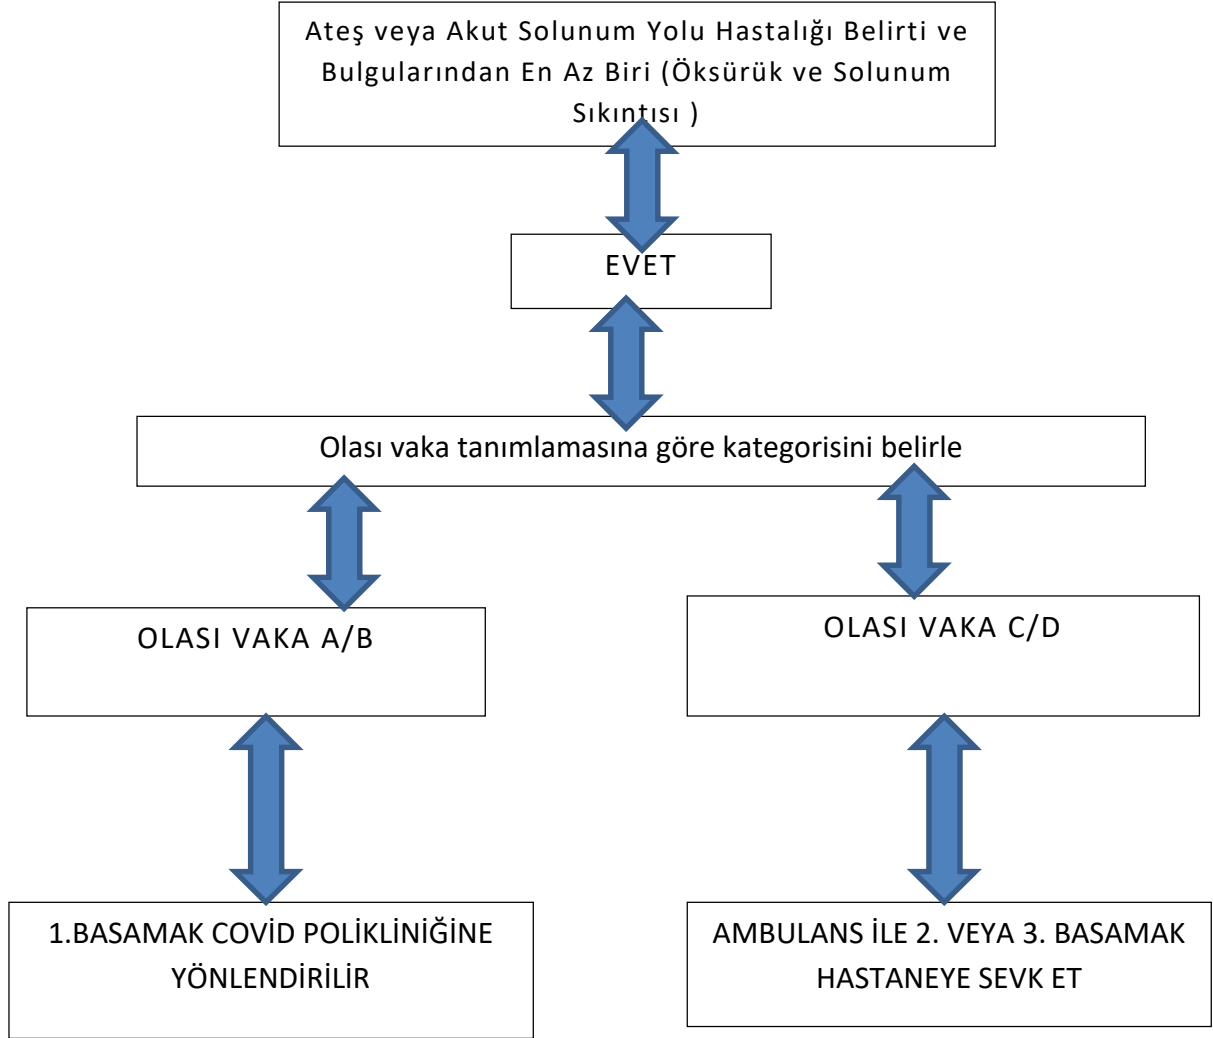 Ateş veya Akut Solunum Yolu Hastalığı Belirti ve
Bulgularından En Az Biri (Öksürük ve Solunum
Sıkıntısı )
EVET
Olası vaka tanımlamasına göre kategorisini belirle
OLASI VAKA A/B
OLASI VAKA C/D
1.BASAMAK COVİD POLİKLİNİĞİNE
YÖNLENDİRİLİR
AMBULANS İLE 2. VEYA 3. BASAMAK
HASTANEYE SEVK ET